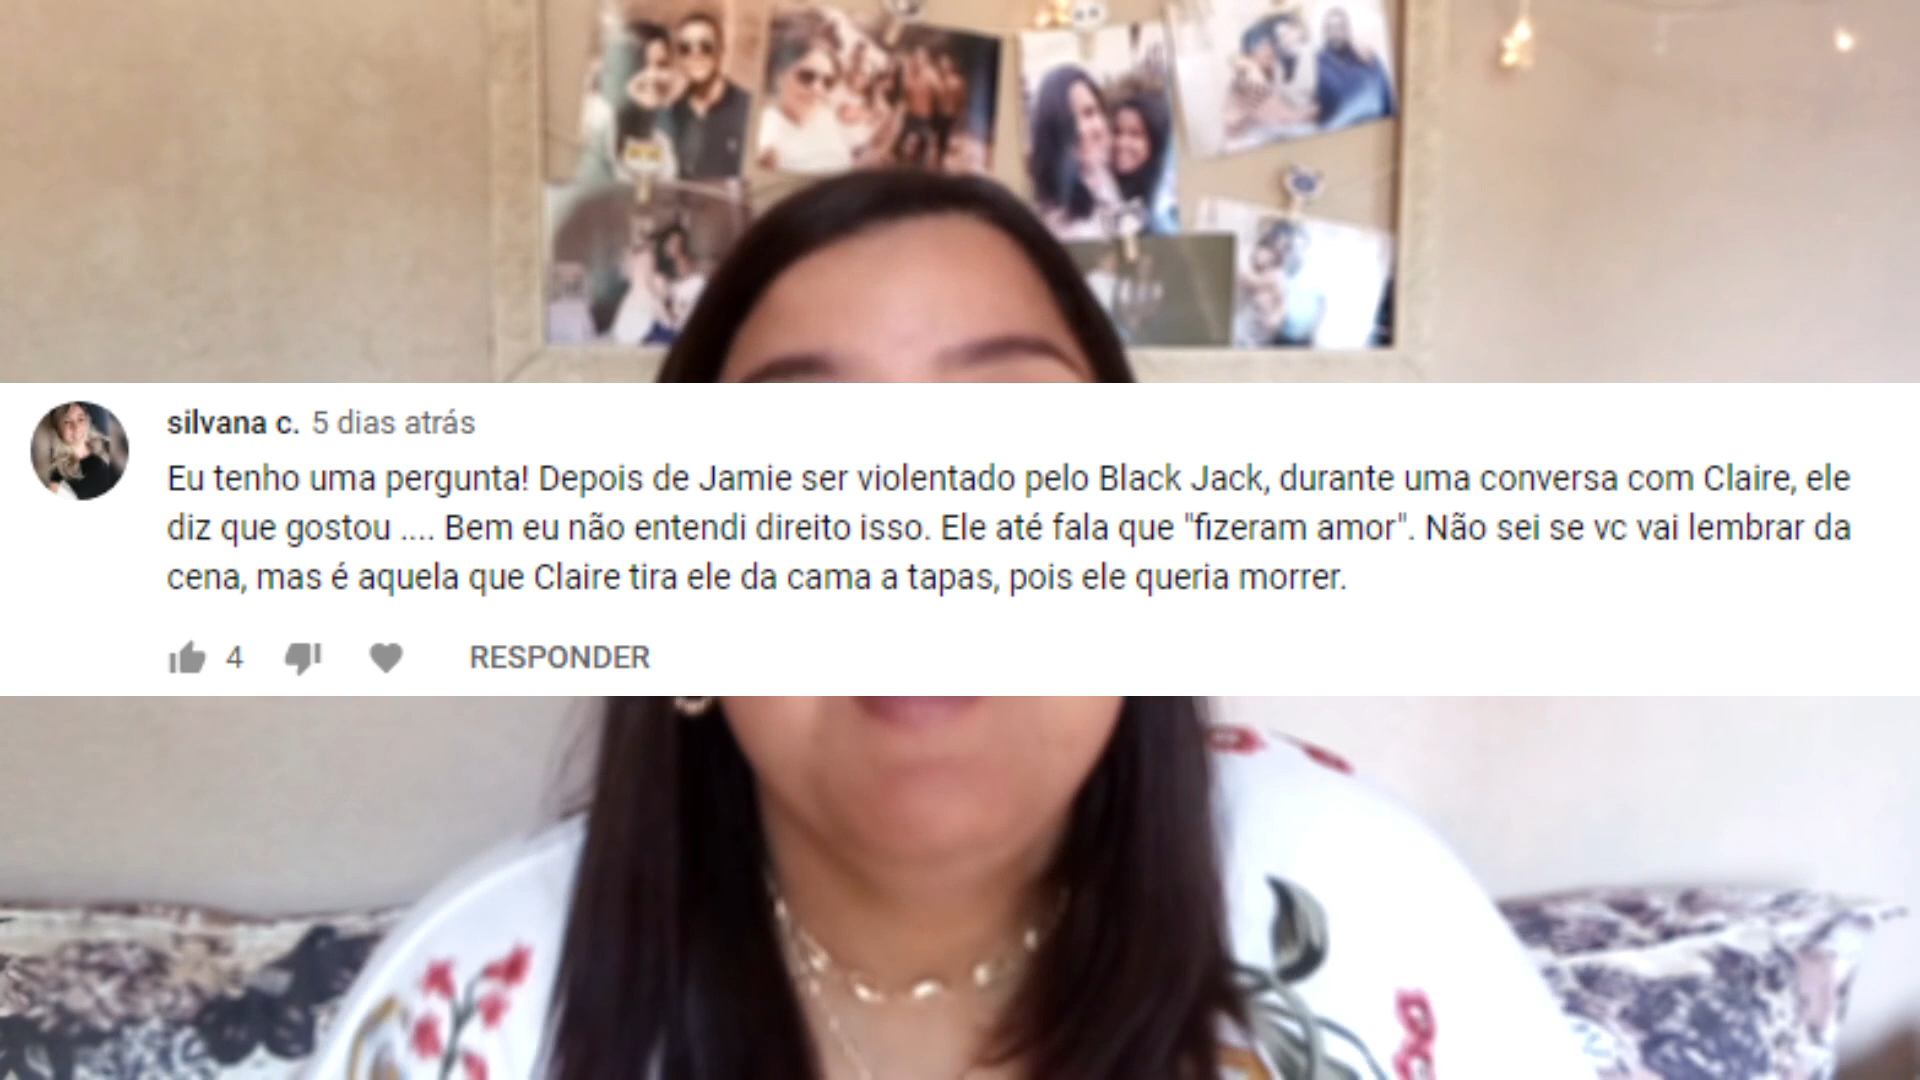 silvana c. 5 dias atrás
Eu tenho uma pergunta! Depois de Jamie ser violentado pelo Black Jack, durante uma conversa com Claire, ele
diz que gostou .... Bem eu não entendi direito isso. Ele até fala que "fizeram amor". Não sei se vc vai lembrar da
cena, mas é aquela que Claire tira ele da cama a tapas, pois ele queria morrer.
4 RESPONDER